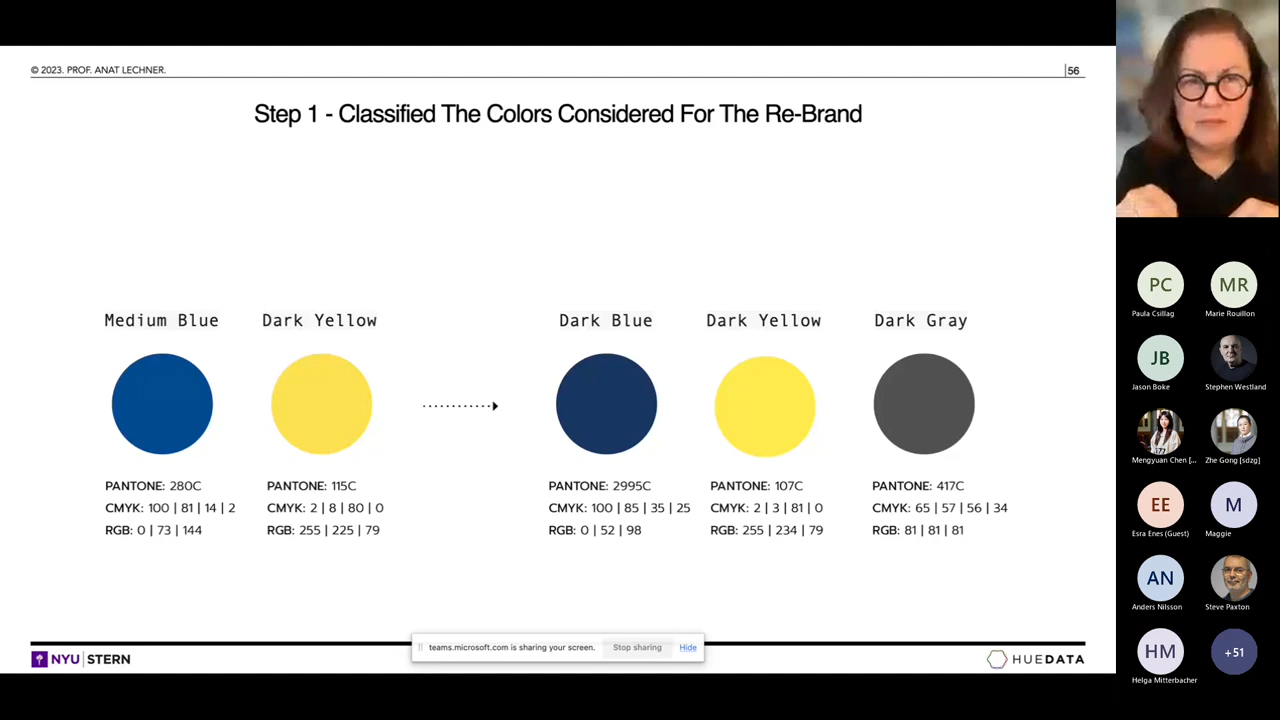 © 2023. PROF. ANAT LECHNER.
|56
Step 1 - Classified The Colors Considered For The Re-Brand
Medium Blue
Dark Yellow
Dark Blue
Dark Yellow
Dark Gray
PANTONE: 280C
CMYK: 100 | 81 | 14 | 2
RGB: 0 | 73 | 144
PANTONE: 115C
CMYK: 2 | 8 | 80 | 0
RGB: 255 | 225 | 79
PANTONE: 2995C
CMYK: 100 | 85 | 35 | 25
RGB: 0 | 52 | 98
PANTONE: 107C
CMYK: 2 | 3 | 81 | 0
RGB: 255 | 234 | 79
PANTONE: 417C
CMYK: 65 | 57 | 56 | 34
RGB: 81 | 81 | 81
teams.microsoft.com is sharing your screen. Stop sharing Hide
NYU | STERN
HUEDATA
PC
Paula Csillag
MR
Marie Rouillon
JB
Jason Boke
Stephen Westland
Mengyuan Chen [...
Zhe Gong [sdzg]
EE
Esra Enes (Guest)
M
Maggie
AN
Anders Nilsson
Steve Paxton
HM
Helga Mitterbacher
+51